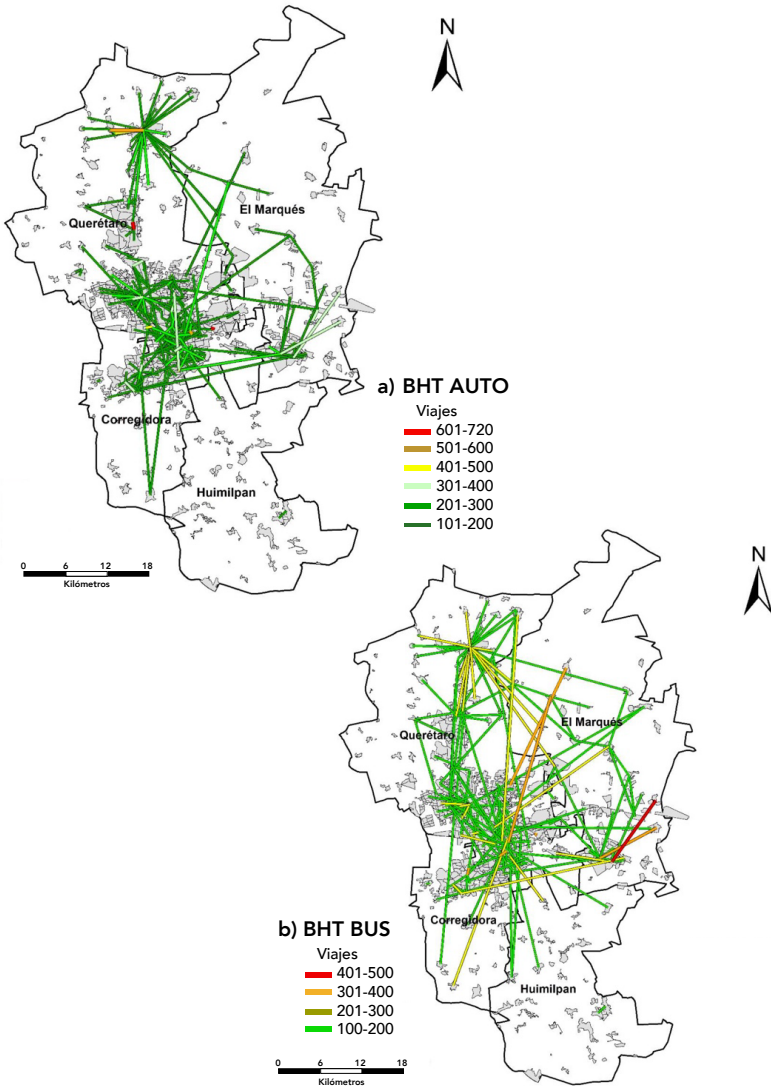 N
El Marqués
Querétaro
a) BHT AUTO
Viajes
601-720
501-600
401-500
301-400
201-300
101-200
Corregidora
Huimilpan
0 6 12 18
Kilómetros
N
El Marqués
Querétaro
b) BHT BUS
Viajes
401-500
301-400
201-300
100-200
Corregidora
Huimilpan
0 6 12 18
Kilómetros